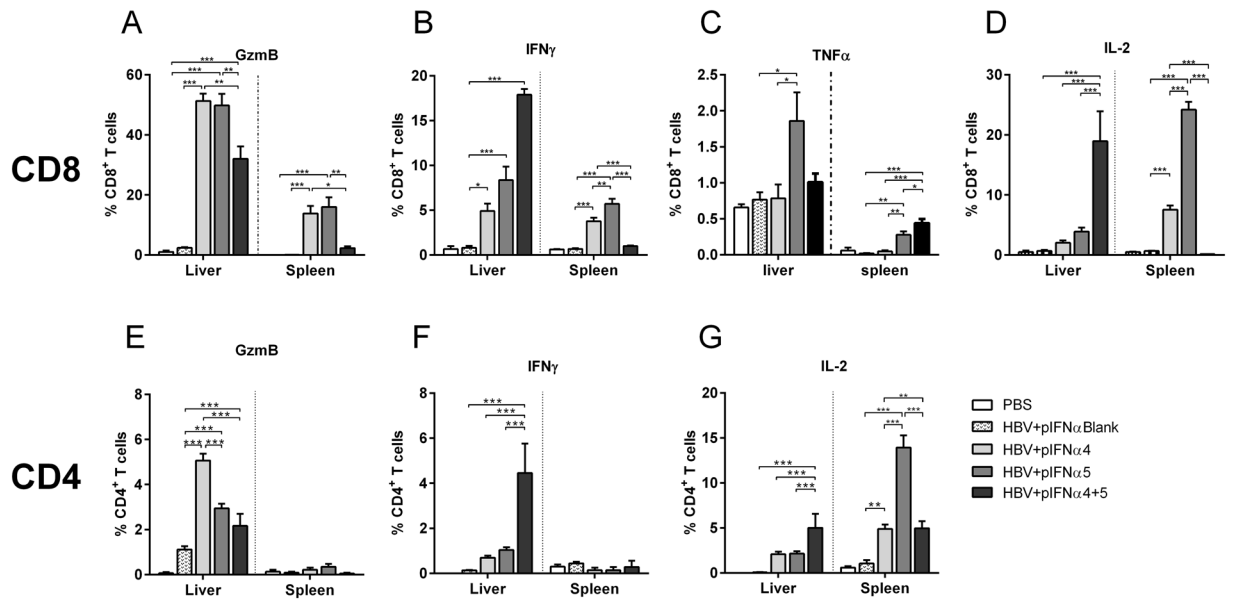 A
GzmB
% CD8⁺ T cells
60
40
20
0
Liver
Spleen
***
***
**
***
**
***
**
***
*
B
IFNγ
% CD8⁺ T cells
20
15
10
5
0
Liver
Spleen
***
***
*
***
***
***
**
***
C
TNFα
% CD8⁺ T cells
2.5
2.0
1.5
1.0
0.5
0.0
liver
spleen
*
*
***
***
**
*
**
D
IL-2
% CD8⁺ T cells
30
20
10
0
Liver
Spleen
***
***
***
***
***
***
***
***
CD8
E
GzmB
% CD4⁺ T cells
8
6
4
2
0
Liver
Spleen
***
***
***
***
***
F
IFNγ
% CD4⁺ T cells
8
6
4
2
0
Liver
Spleen
***
***
***
G
IL-2
% CD4⁺ T cells
20
15
10
5
0
Liver
Spleen
***
***
***
**
***
***
***
**
CD4
PBS
HBV+pIFNαBlank
HBV+pIFNα4
HBV+pIFNα5
HBV+pIFNα4+5